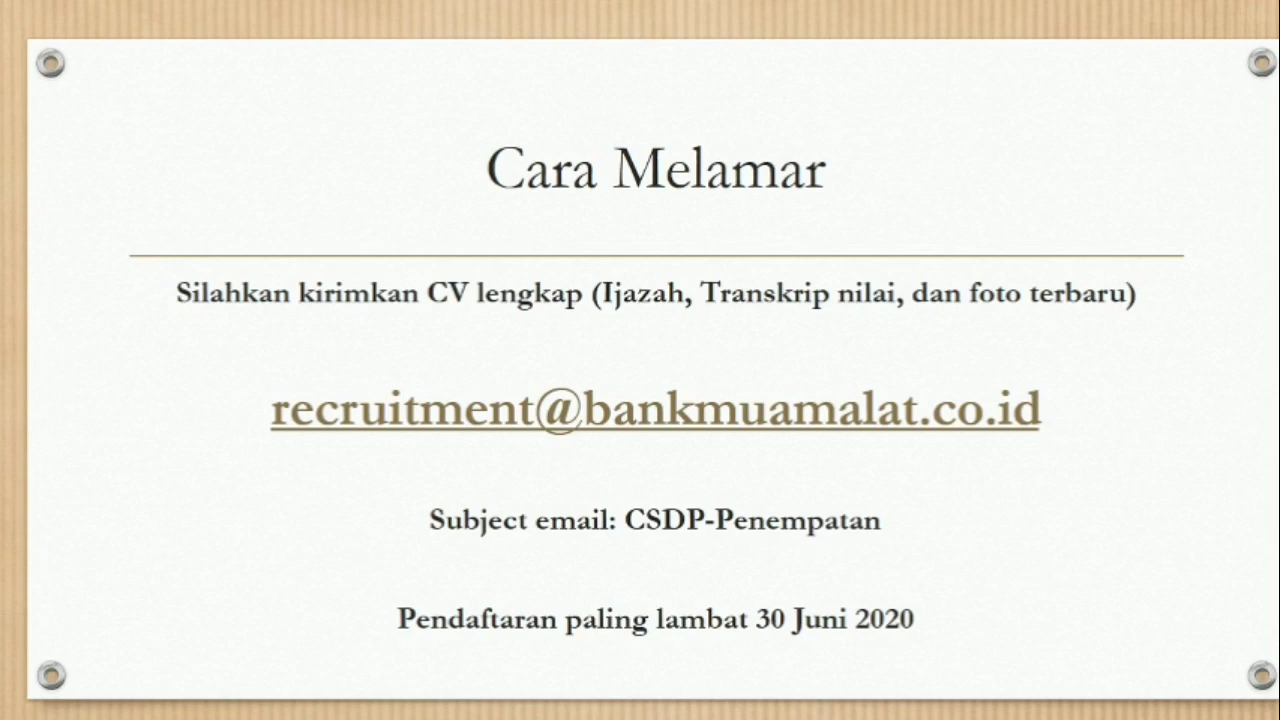 Cara Melamar
Silahkan kirimkan CV lengkap (Ijazah, Transkrip nilai, dan foto terbaru)
recruitment@bankmuamalat.co.id
Subject email: CSDP-Penempatan
Pendaftaran paling lambat 30 Juni 2020